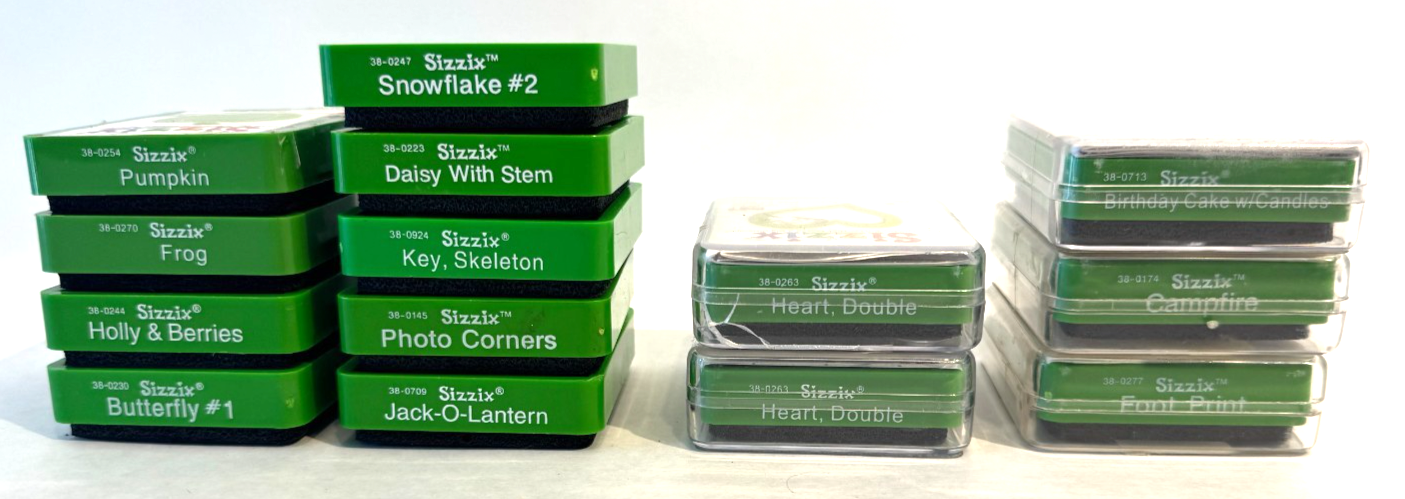 38-0254 Sizzix®
Pumpkin
38-0270 Sizzix®
Frog
38-0244 Sizzix®
Holly & Berries
38-0230 Sizzix®
Butterfly #1
38-0247 Sizzix™
Snowflake #2
38-0223 Sizzix™
Daisy With Stem
38-0924 Sizzix®
Key, Skeleton
38-0145 Sizzix™
Photo Corners
38-0709 Sizzix®
Jack-O-Lantern
Sizzix
38-0263 Sizzix®
Heart, Double
38-0263 Sizzix®
Heart, Double
38-0713 Sizzix®
Birthday Cake w/Candles
38-0174 Sizzix™
Campfire
38-0277 Sizzix™
Foot Print